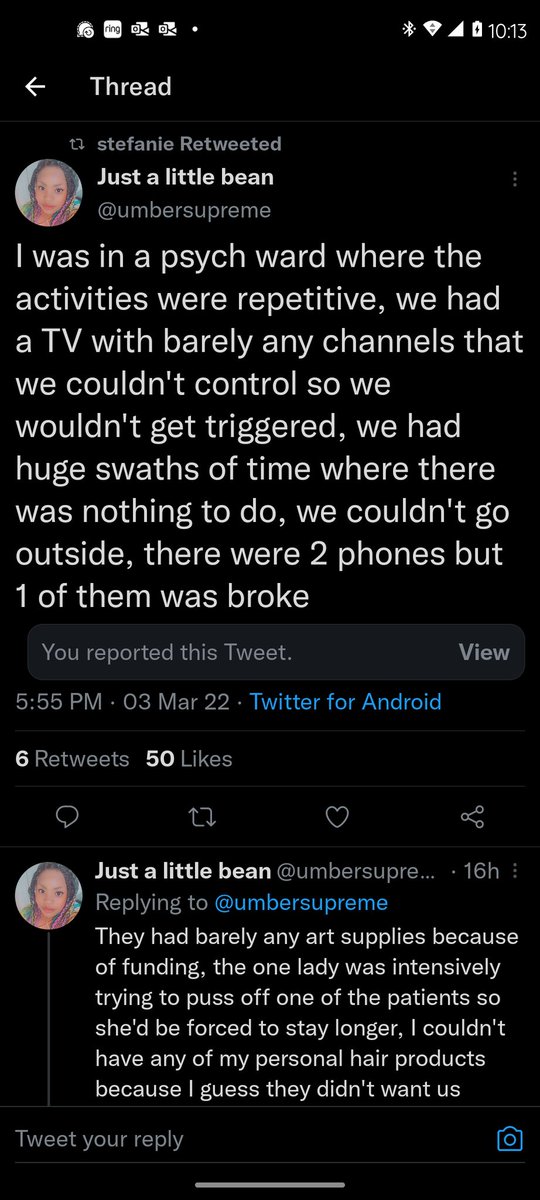 ring 10:13
Thread
stefanie Retweeted
Just a little bean
@umbersupreme
I was in a psych ward where the
activities were repetitive, we had
a TV with barely any channels that
we couldn't control so we
wouldn't get triggered, we had
huge swaths of time where there
was nothing to do, we couldn't go
outside, there were 2 phones but
1 of them was broke
You reported this Tweet. View
5:55 PM · 03 Mar 22 · Twitter for Android
6 Retweets 50 Likes
Just a little bean @umbersupre... · 16h
Replying to @umbersupreme
They had barely any art supplies because
of funding, the one lady was intensively
trying to puss off one of the patients so
she'd be forced to stay longer, I couldn't
have any of my personal hair products
because I guess they didn't want us
Tweet your reply